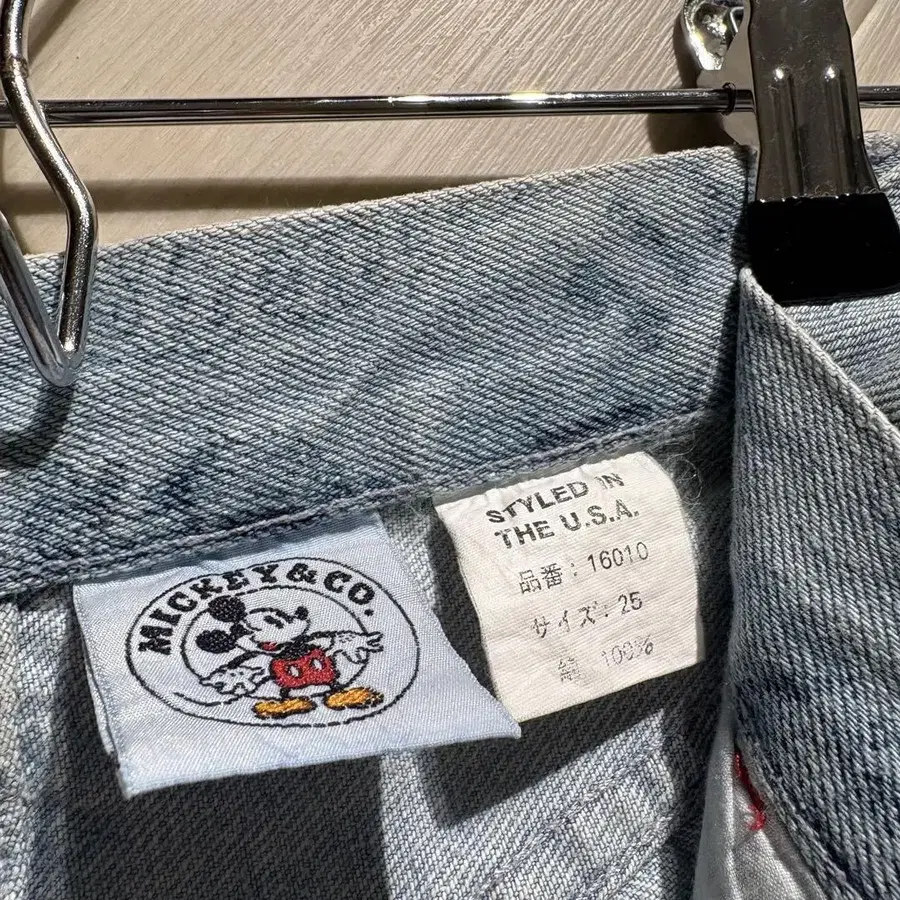 MICKEY & CO.
STYLED IN
THE U.S.A.
品番: 16010
サイズ: 25
綿 100%